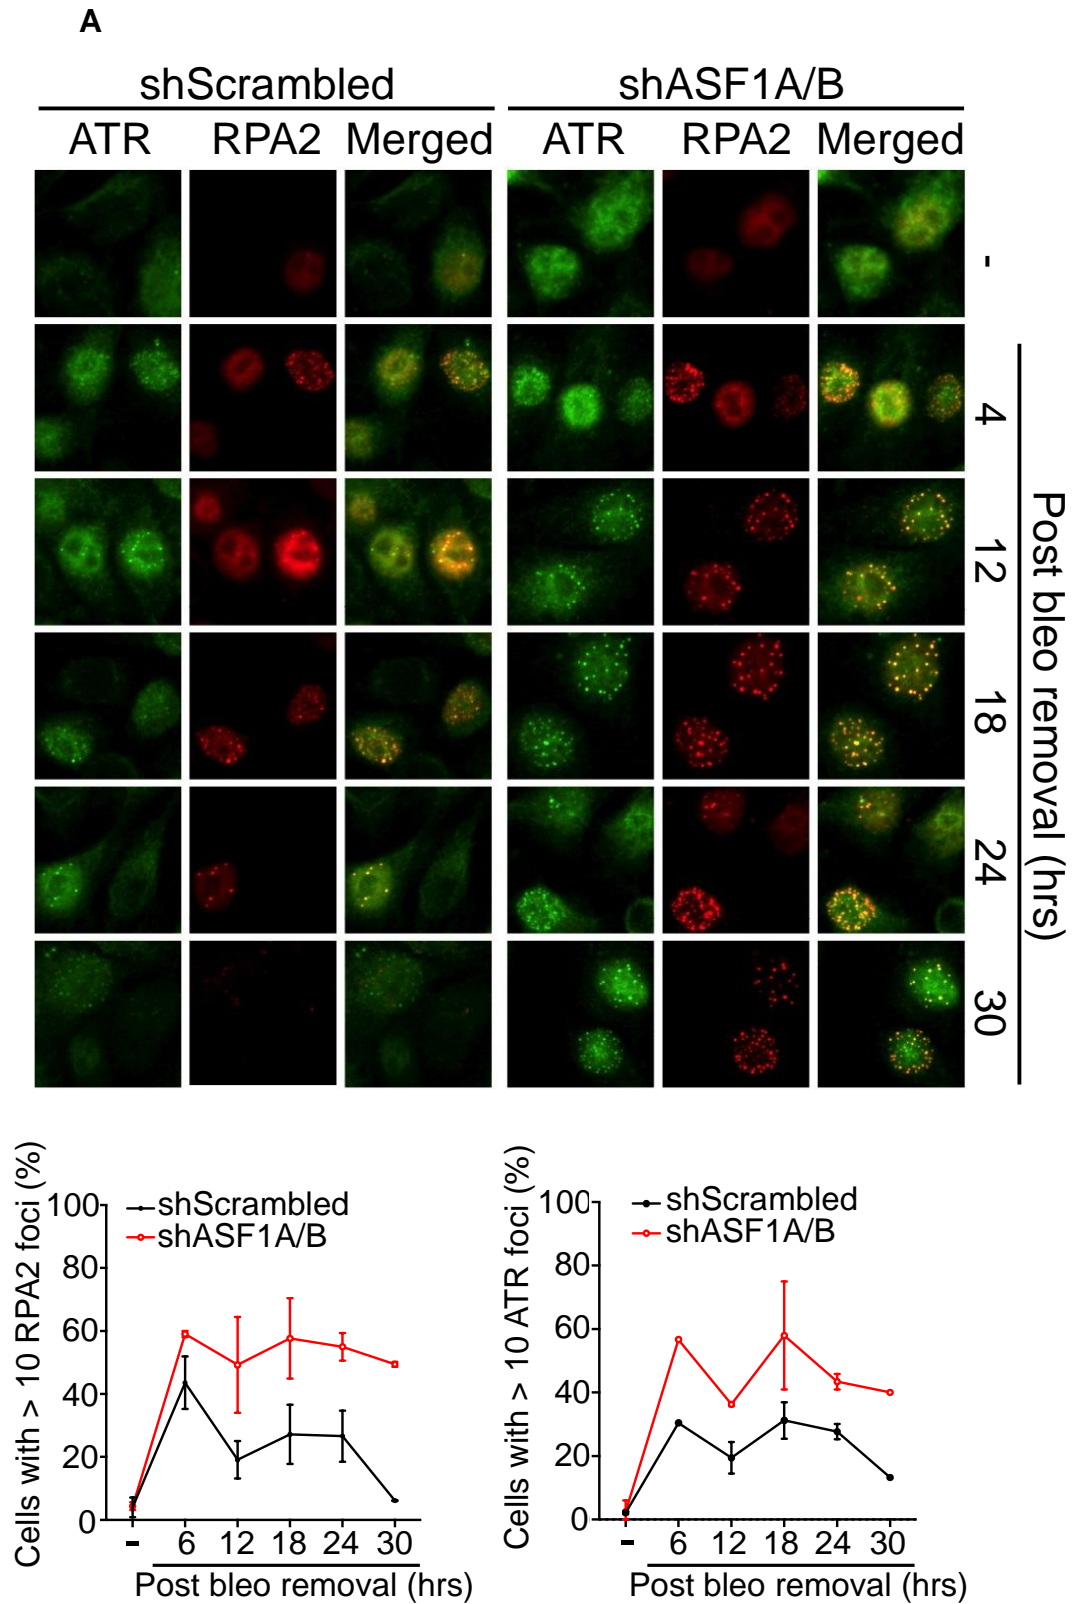 A
shScrambled
shASF1A/B
ATR RPA2 Merged
ATR RPA2 Merged
-
4
12
18
24
30
Post bleo removal (hrs)
Cells with > 10 RPA2 foci (%)
100
80
60
40
20
0
shScrambled
shASF1A/B
- 6 12 18 24 30
Post bleo removal (hrs)
Cells with > 10 ATR foci (%)
100
80
60
40
20
0
shScrambled
shASF1A/B
- 6 12 18 24 30
Post bleo removal (hrs)